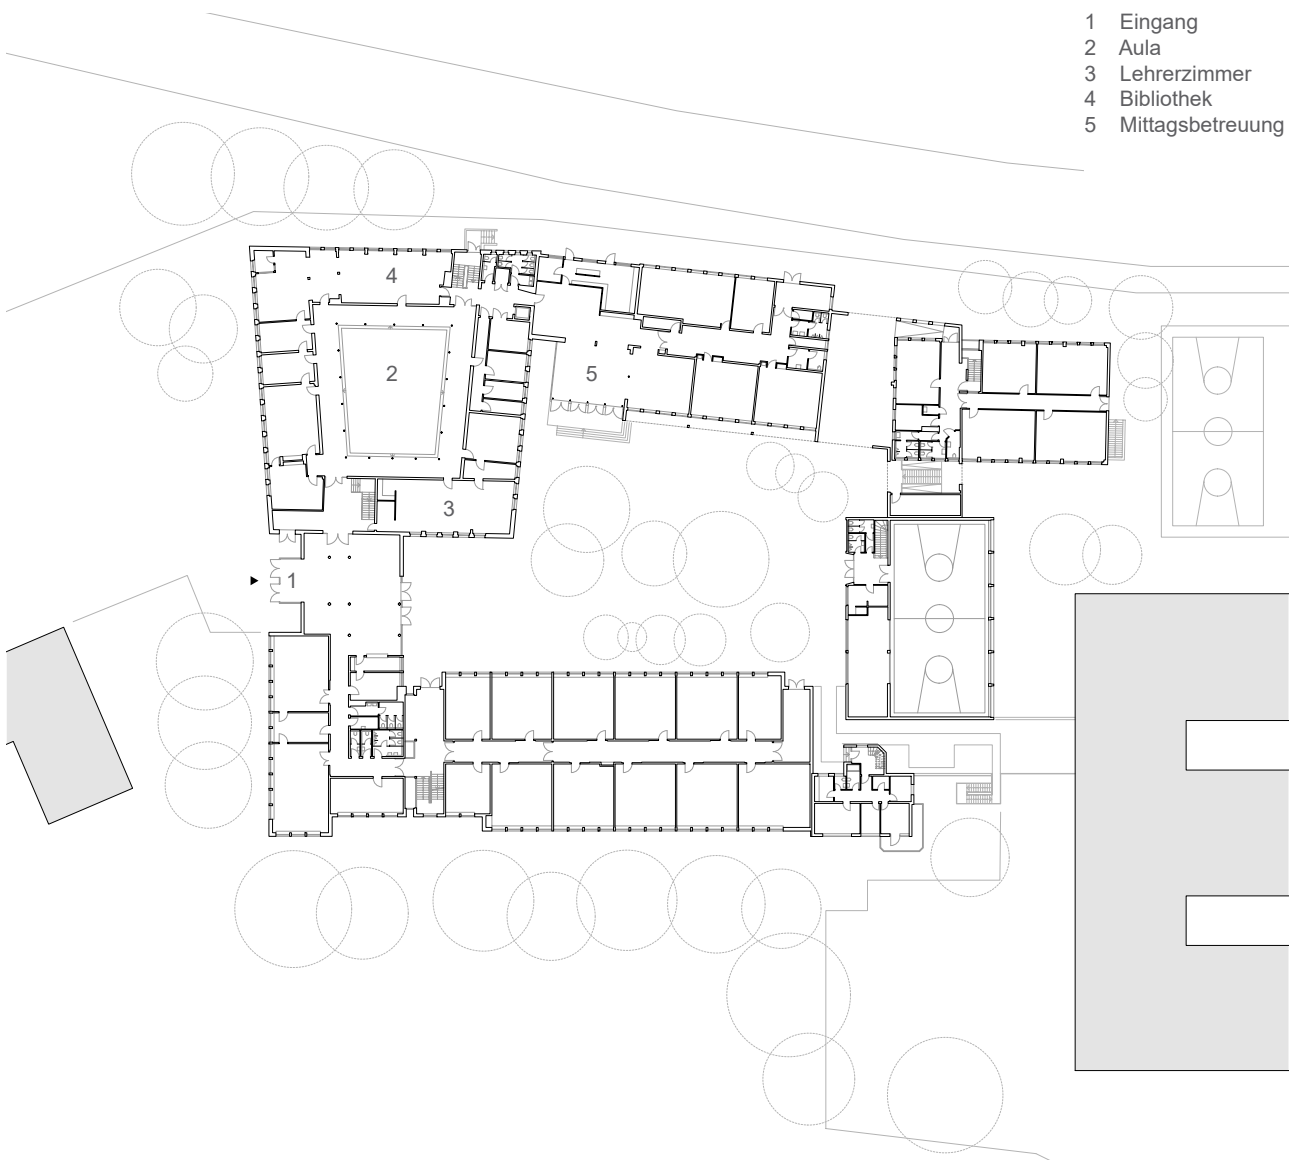 1 Eingang
2 Aula
3 Lehrerzimmer
4 Bibliothek
5 Mittagsbetreuung
4
2
5
3
1